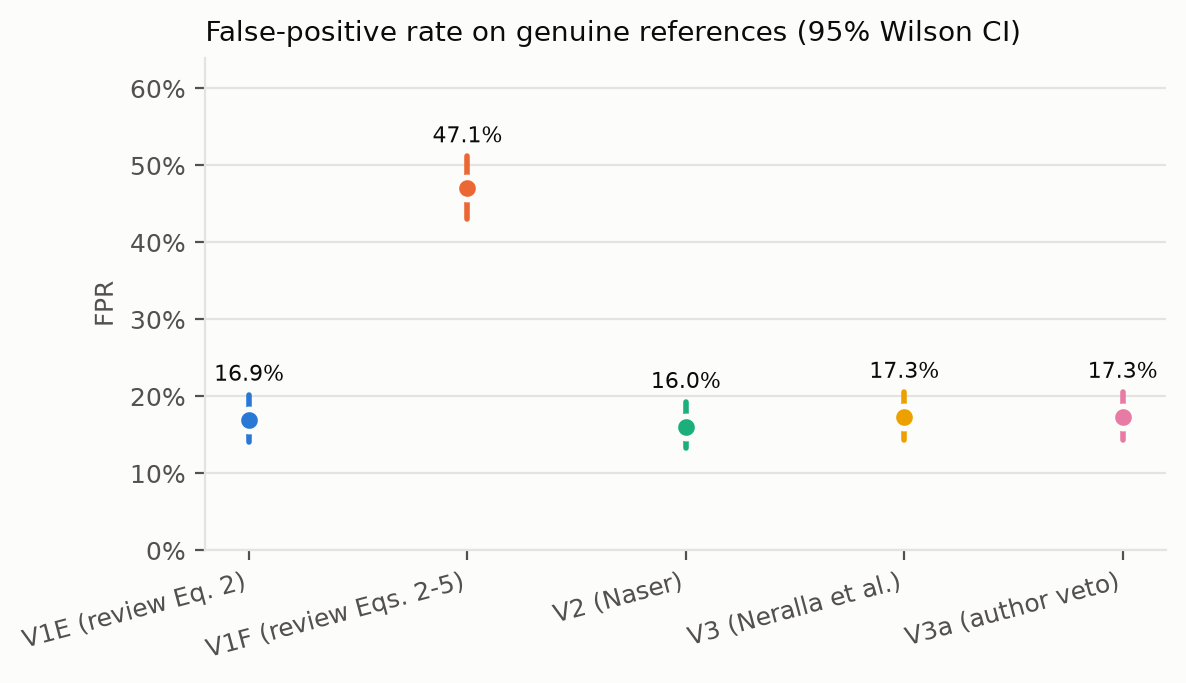 False-positive rate on genuine references (95% Wilson CI)
60%
50%
40%
30%
20%
10%
0%
FPR
16.9%
47.1%
16.0%
17.3%
17.3%
V1E (review Eq. 2)
V1F (review Eqs. 2-5)
V2 (Naser)
V3 (Neralla et al.)
V3a (author veto)